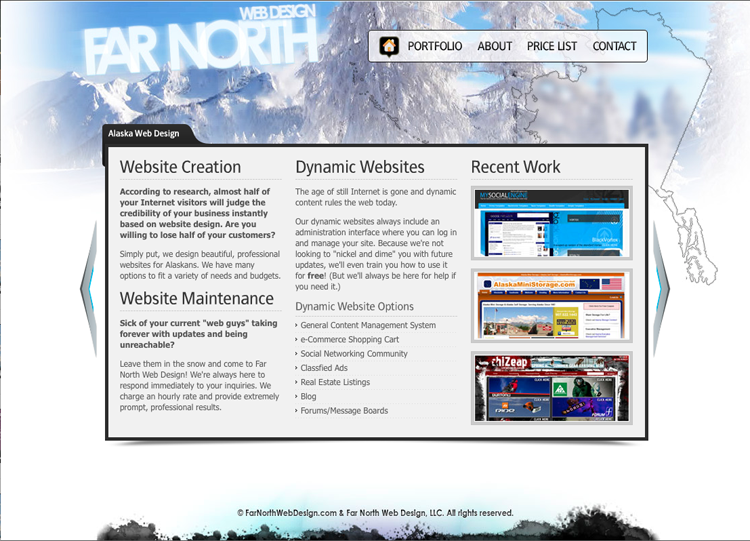 WEB DESIGN
FAR NORTH
PORTFOLIO ABOUT PRICE LIST CONTACT
Alaska Web Design
Website Creation
According to research, almost half of
your Internet visitors will judge the
credibility of your business instantly
based on website design. Are you
willing to lose half of your customers?
Simply put, we design beautiful, professional
websites for Alaskans. We have many
options to fit a variety of needs and budgets.
Website Maintenance
Sick of your current "web guys" taking
forever with updates and being
unreachable?
Leave them in the snow and come to Far
North Web Design! We're always here to
respond immediately to your inquiries. We
charge an hourly rate and provide extremely
prompt, professional results.
Dynamic Websites
The age of still Internet is gone and dynamic
content rules the web today.
Our dynamic websites always include an
administration interface where you can log in
and manage your site. Because we're not
looking to "nickel and dime" you with future
updates, we'll even train you how to use it
for free! (But we'll always be here for help if
you need it.)
Dynamic Website Options
General Content Management System
e-Commerce Shopping Cart
Social Networking Community
Classfied Ads
Real Estate Listings
Blog
Forums/Message Boards
Recent Work
MYSOCIALENGINE
AlaskaMiniStorage.com
chizeap
© FarNorthWebDesign.com & Far North Web Design, LLC. All rights reserved.